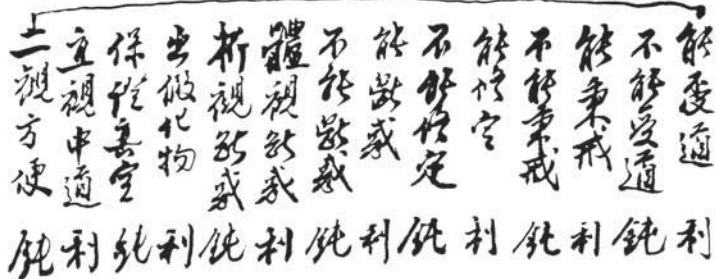 能受道 利
不能受道 鈍
能秉戒 利
不能秉戒 鈍
能修定 利
不能修定 鈍
能斷惑 利
不能斷惑 鈍
體觀斷惑 利
析觀斷惑 鈍
出假化物 利
保證真空 鈍
直觀中道 利
二觀方便 鈍